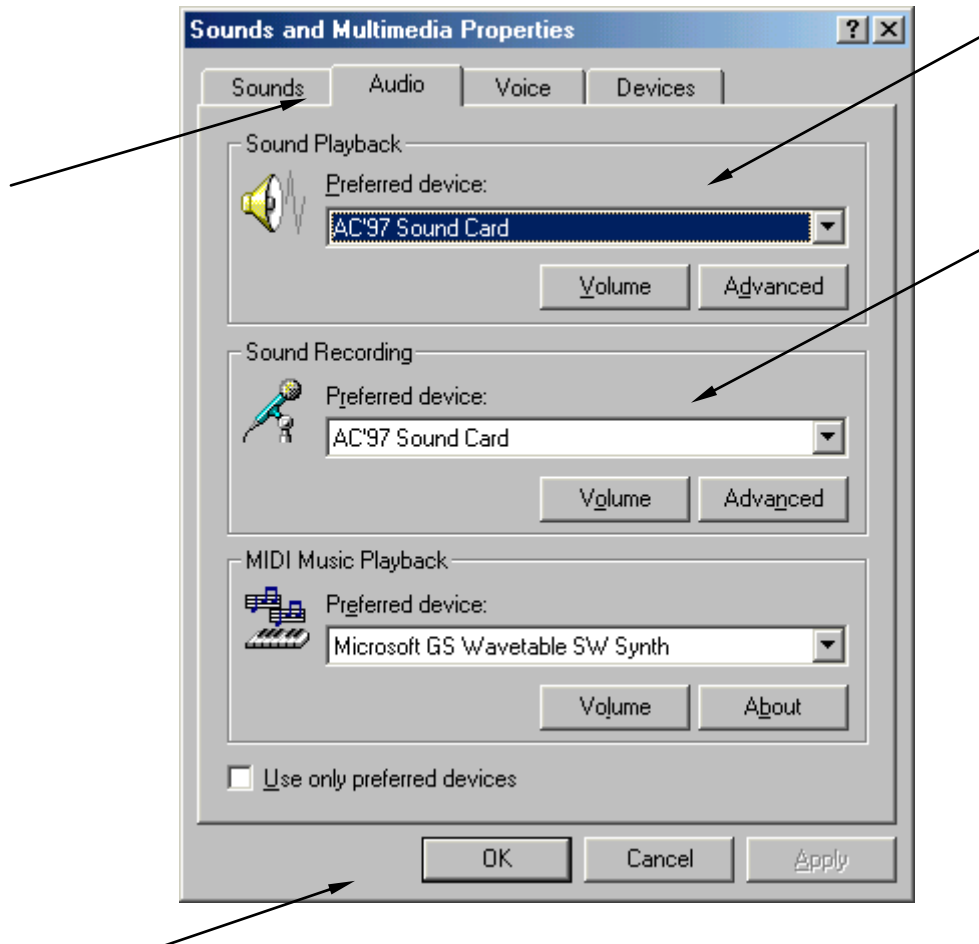 Sounds and Multimedia Properties
Sounds Audio Voice Devices
Sound Playback
Preferred device:
AC'97 Sound Card
Volume Advanced
Sound Recording
Preferred device:
AC'97 Sound Card
Volume Advanced
MIDI Music Playback
Preferred device:
Microsoft GS Wavetable SW Synth
Volume About
Use only preferred devices
OK Cancel Apply